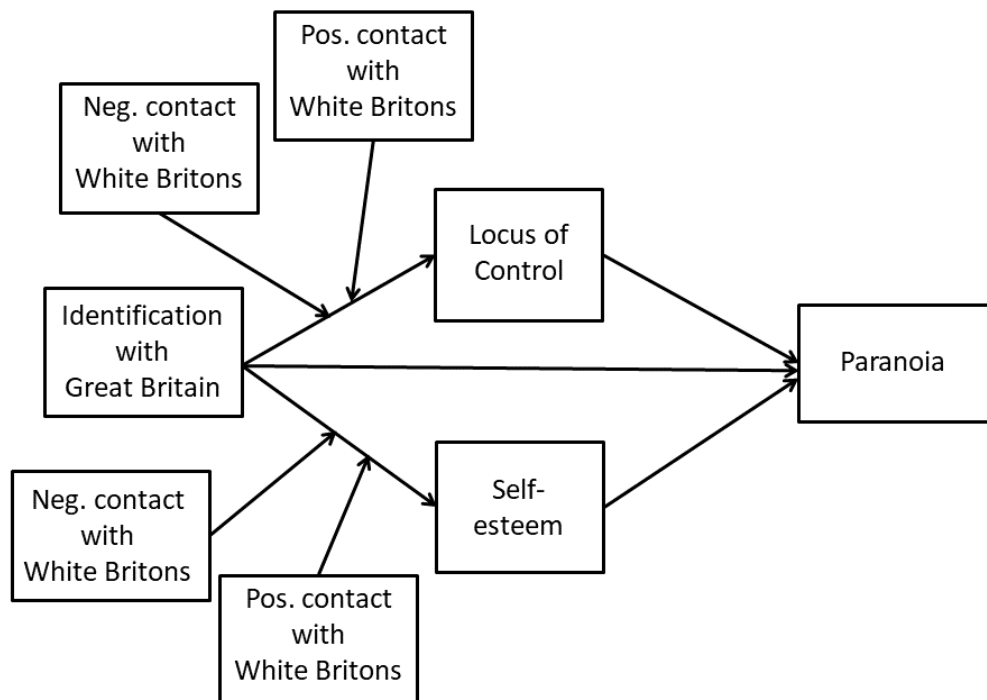 Pos. contact
with
White Britons
Neg. contact
with
White Britons
Locus of
Control
Identification
with
Great Britain
Paranoia
Self-
esteem
Neg. contact
with
White Britons
Pos. contact
with
White Britons